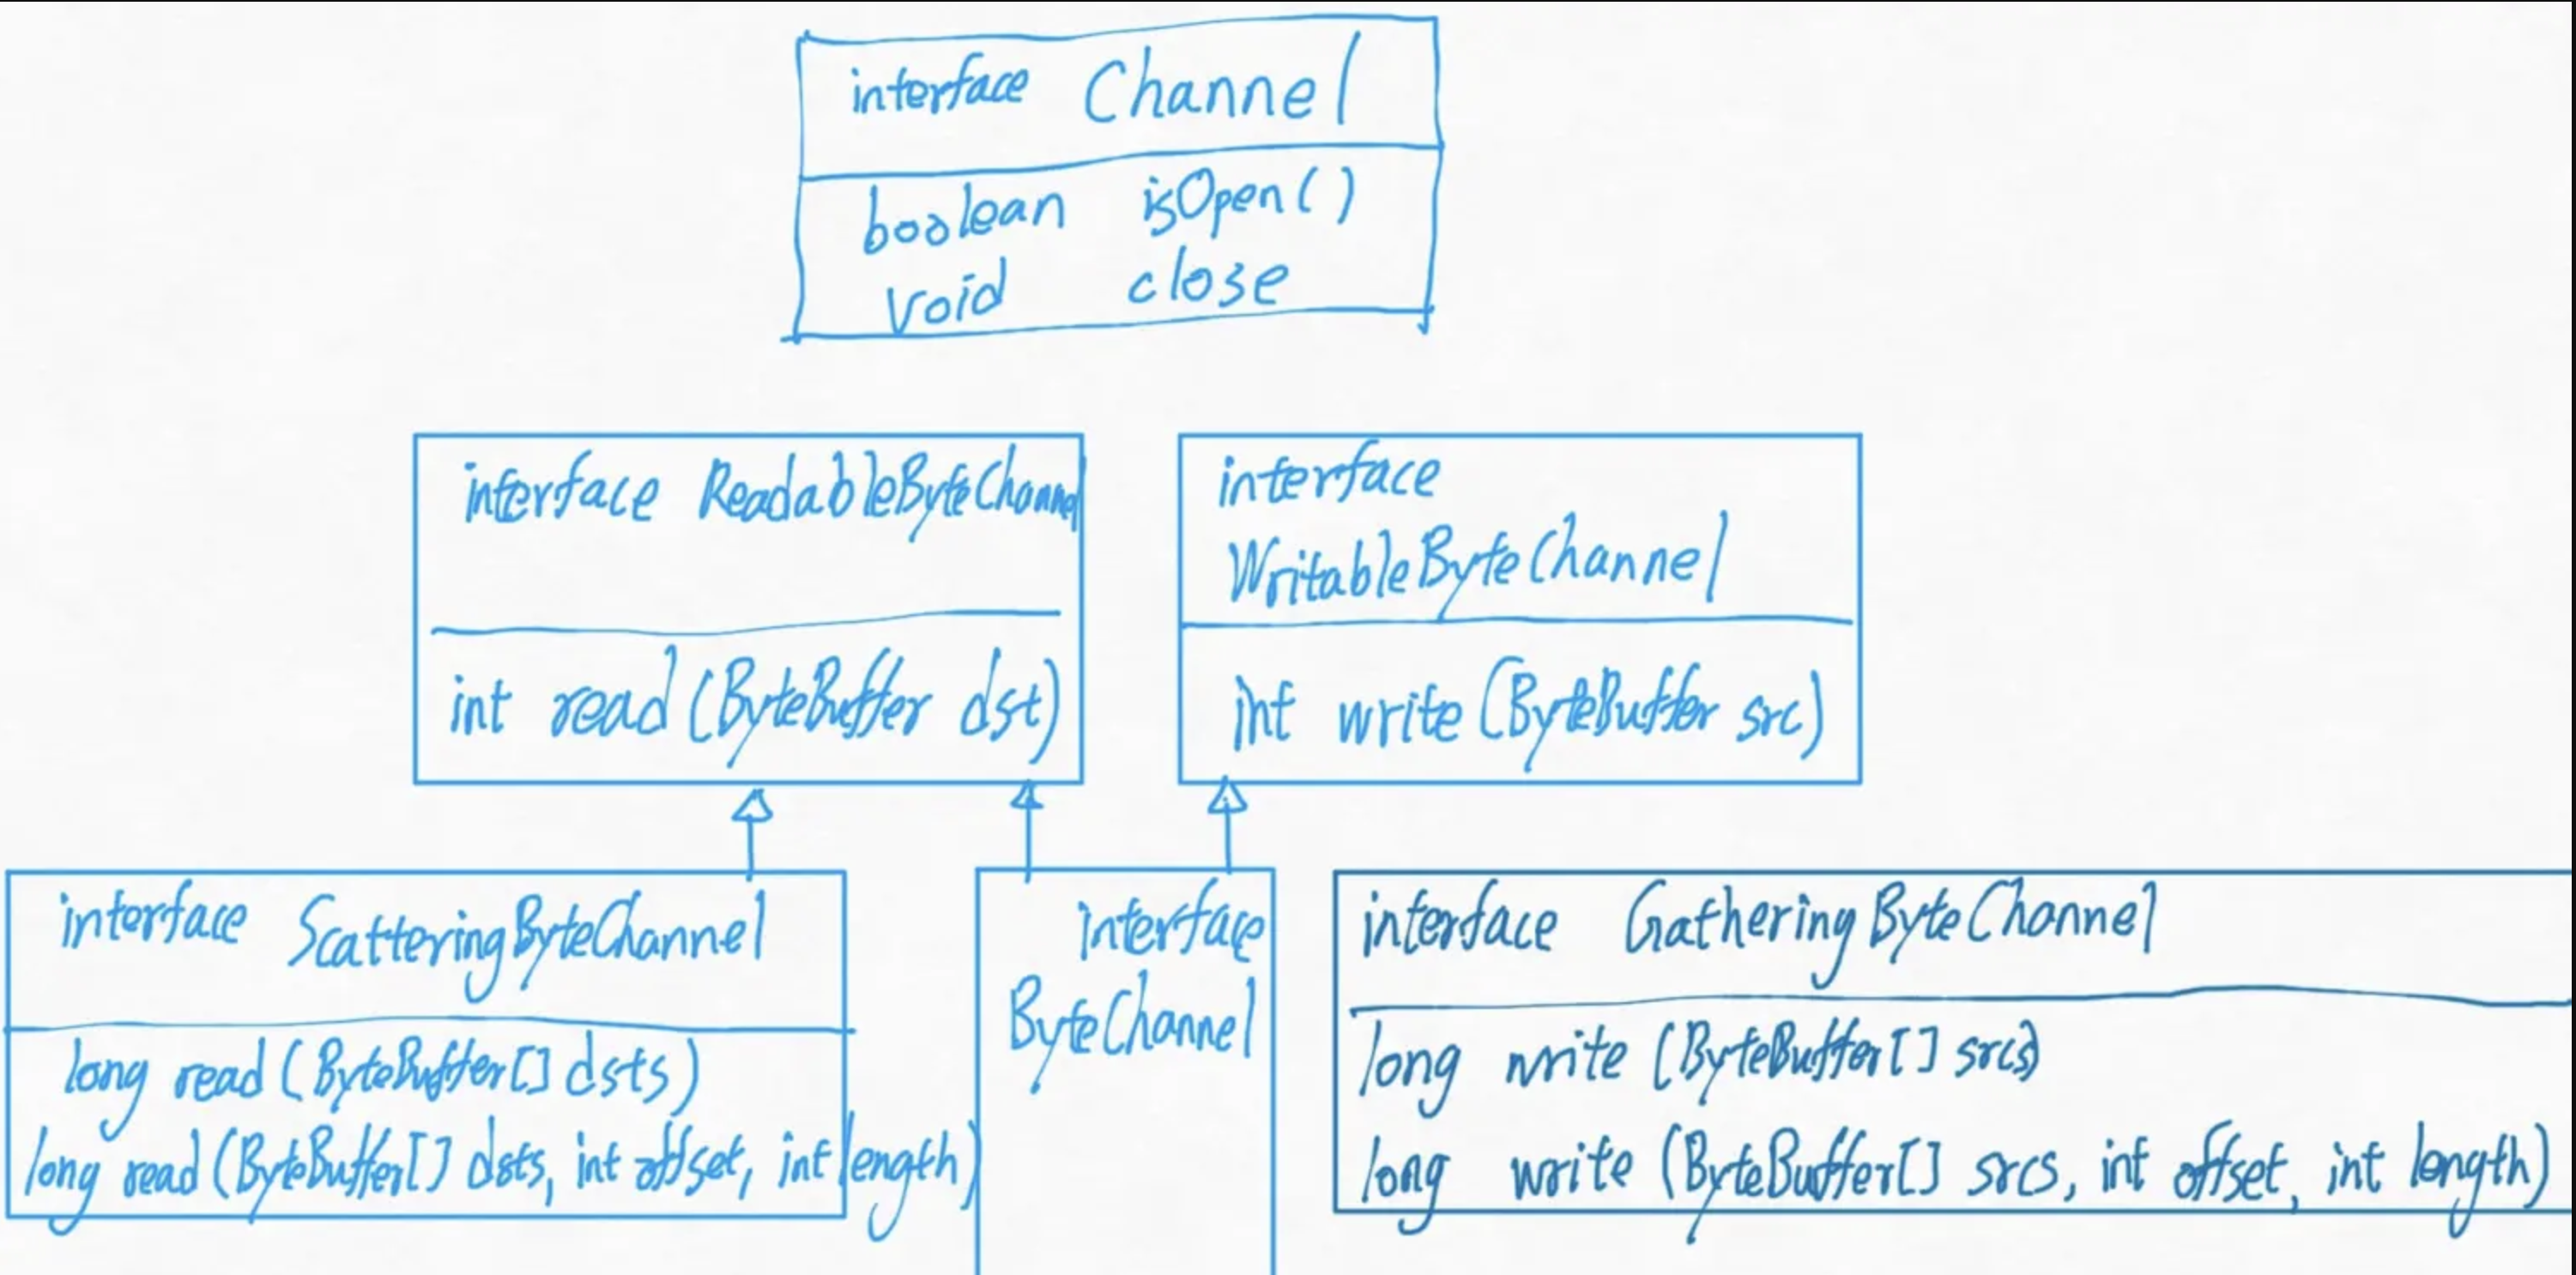 interface Channel
boolean isOpen()
void close
interface ReadableByteChannel
int read (ByteBuffer dst)
interface
WritableByteChannel
int write (ByteBuffer src)
interface ScatteringByteChannel
long read (ByteBuffer[] dsts)
long read (ByteBuffer[] dsts, int offset, int length)
interface
ByteChannel
interface GatheringByteChannel
long write (ByteBuffer[] srcs)
long write (ByteBuffer[] srcs, int offset, int length)